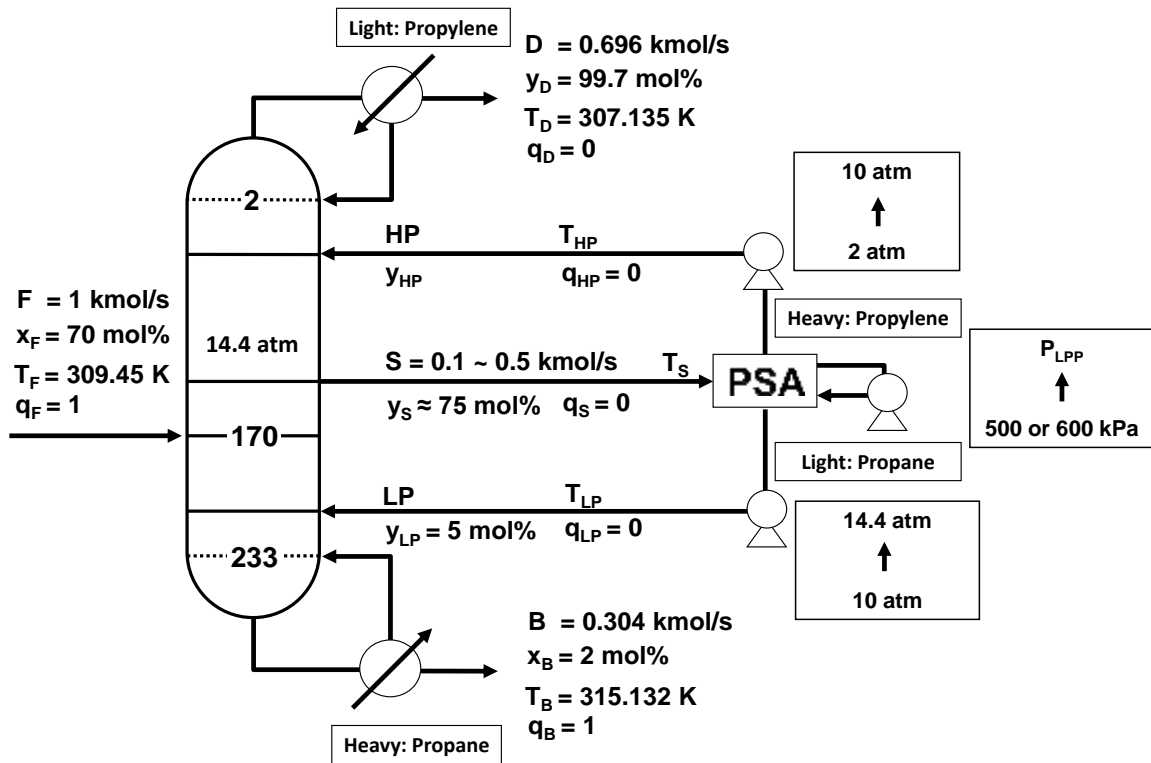 Light: Propylene
D = 0.696 kmol/s
y_D = 99.7 mol%
T_D = 307.135 K
q_D = 0
2
10 atm
2 atm
HP
T_HP
y_HP
q_HP = 0
F = 1 kmol/s
x_F = 70 mol%
T_F = 309.45 K
q_F = 1
14.4 atm
Heavy: Propylene
S = 0.1 ~ 0.5 kmol/s
T_S
y_S ≈ 75 mol%
q_S = 0
PSA
P_LPP
500 or 600 kPa
170
Light: Propane
LP
T_LP
y_LP = 5 mol%
q_LP = 0
14.4 atm
10 atm
233
B = 0.304 kmol/s
x_B = 2 mol%
T_B = 315.132 K
q_B = 1
Heavy: Propane